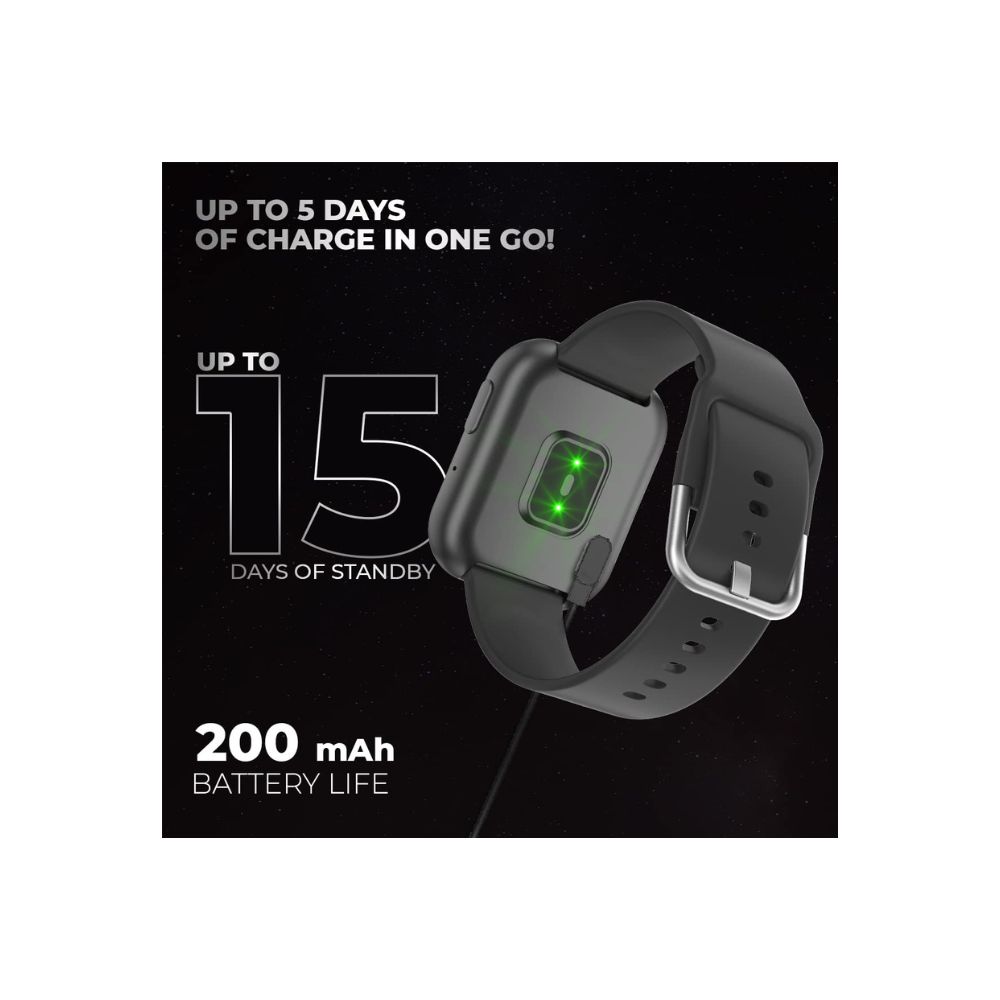 UP TO 5 DAYS
OF CHARGE IN ONE GO!
UP TO
15
DAYS OF STANDBY
200 mAh
BATTERY LIFE